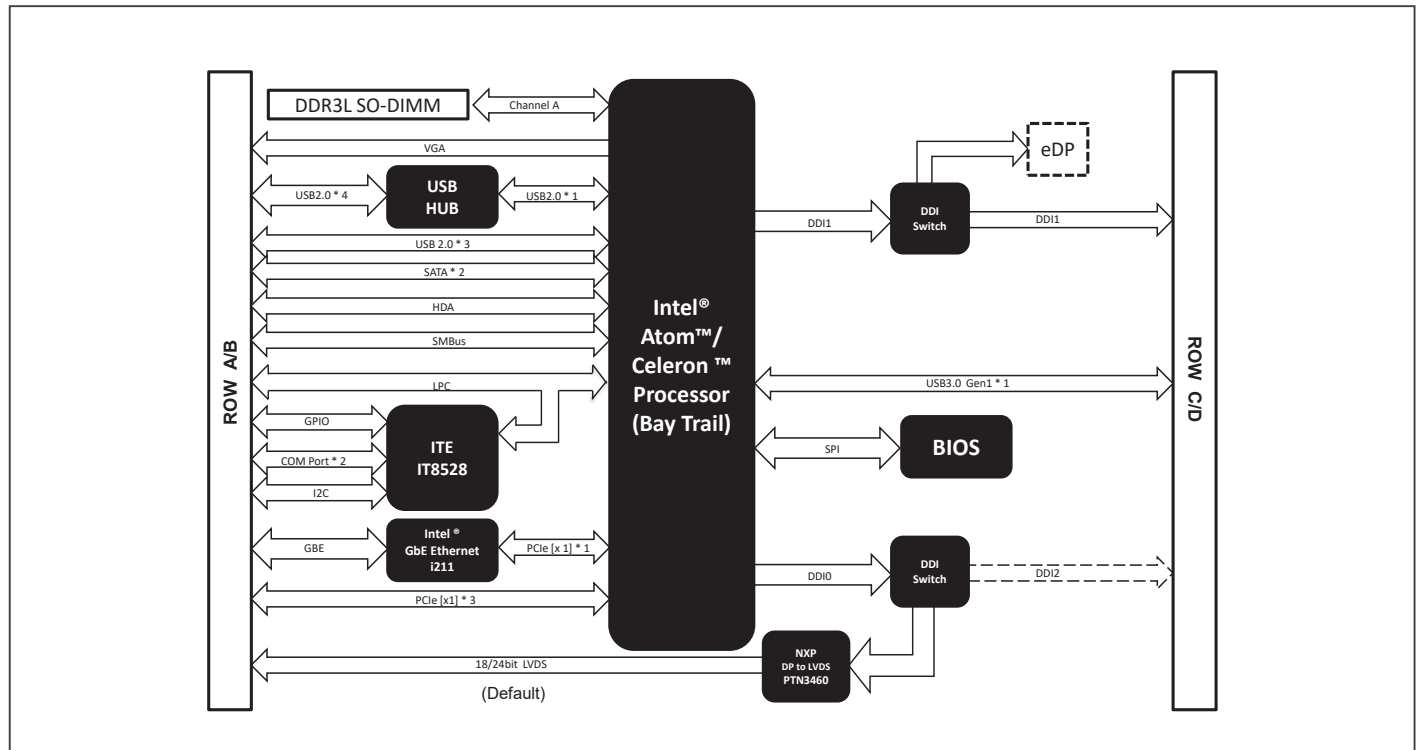 ROW A/B
DDR3L SO-DIMM
Channel A
VGA
USB2.0 * 4
USB
HUB
USB2.0 * 1
USB 2.0 * 3
SATA * 2
HDA
SMBus
LPC
GPIO
COM Port * 2
I2C
ITE
IT8528
GBE
Intel ®
GbE Ethernet
i211
PCIe [x 1] * 1
PCIe [x1] * 3
18/24bit LVDS
(Default)
Intel®
Atom™/
Celeron ™
Processor
(Bay Trail)
eDP
DDI1
DDI
Switch
DDI1
USB3.0 Gen1 * 1
SPI
BIOS
DDI0
DDI
Switch
DDI2
NXP
DP to LVDS
PTN3460
ROW C/D